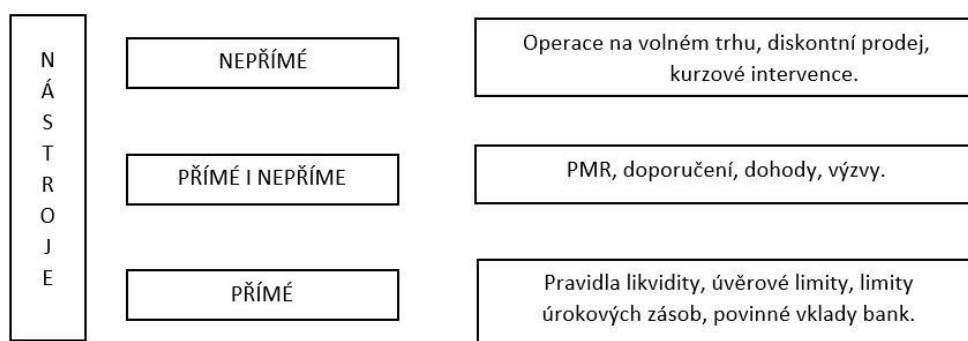 NÁSTROJE
NEPŘÍMÉ
Operace na volném trhu, diskontní prodej,
kurzové intervence.
PŘÍMÉ I NEPŘÍME
PMR, doporučení, dohody, výzvy.
PŘÍMÉ
Pravidla likvidity, úvěrové limity, limity
úrokových zásob, povinné vklady bank.